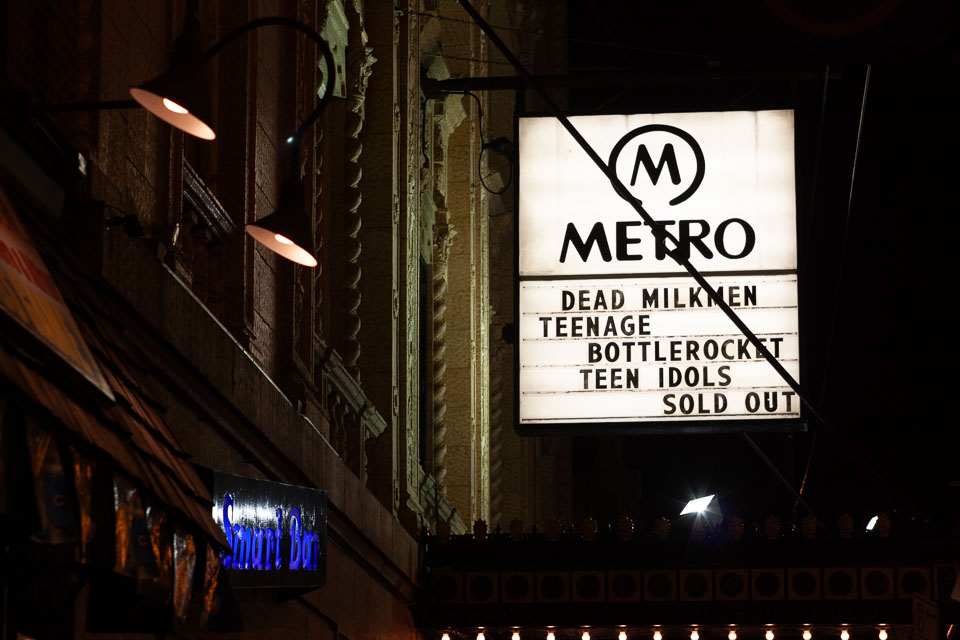 M
METRO
DEAD MILKMEN
TEENAGE
BOTTLEROCKET
TEEN IDOLS
SOLD OUT
Smart Bar